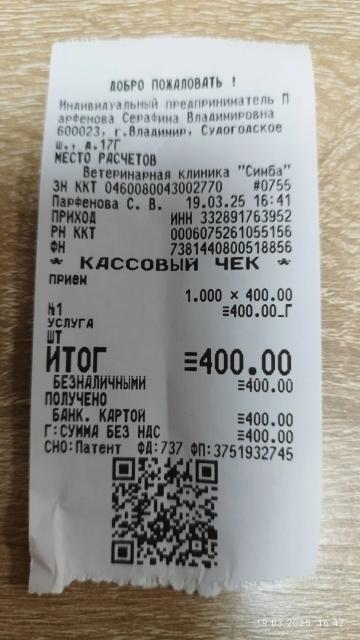 ДОБРО ПОЖАЛОВАТЬ !
Индивидуальный предприниматель П
арфенова Серафина Владимировна
600023, г.Владимир, Судогодское
ш., д.17Г
МЕСТО РАСЧЕТОВ
Ветеринарная клиника "Симба"
ЗН ККТ 0460080043002770 #0755
Парфенова С. В. 19.03.25 16:41
ПРИХОД ИНН 332891763952
РН ККТ 0006075261055156
ФН 7381440800518856
* КАССОВЫЙ ЧЕК *
прием
1.000 × 400.00
№1 ≡400.00_Г
УСЛУГА
ШТ
ИТОГ ≡400.00
БЕЗНАЛИЧНЫМИ ≡400.00
ПОЛУЧЕНО
БАНК. КАРТОЙ ≡400.00
Г:СУММА БЕЗ НДС ≡400.00
СНО:Патент ФД:737 ФП:3751932745
19.03.2025 16:42